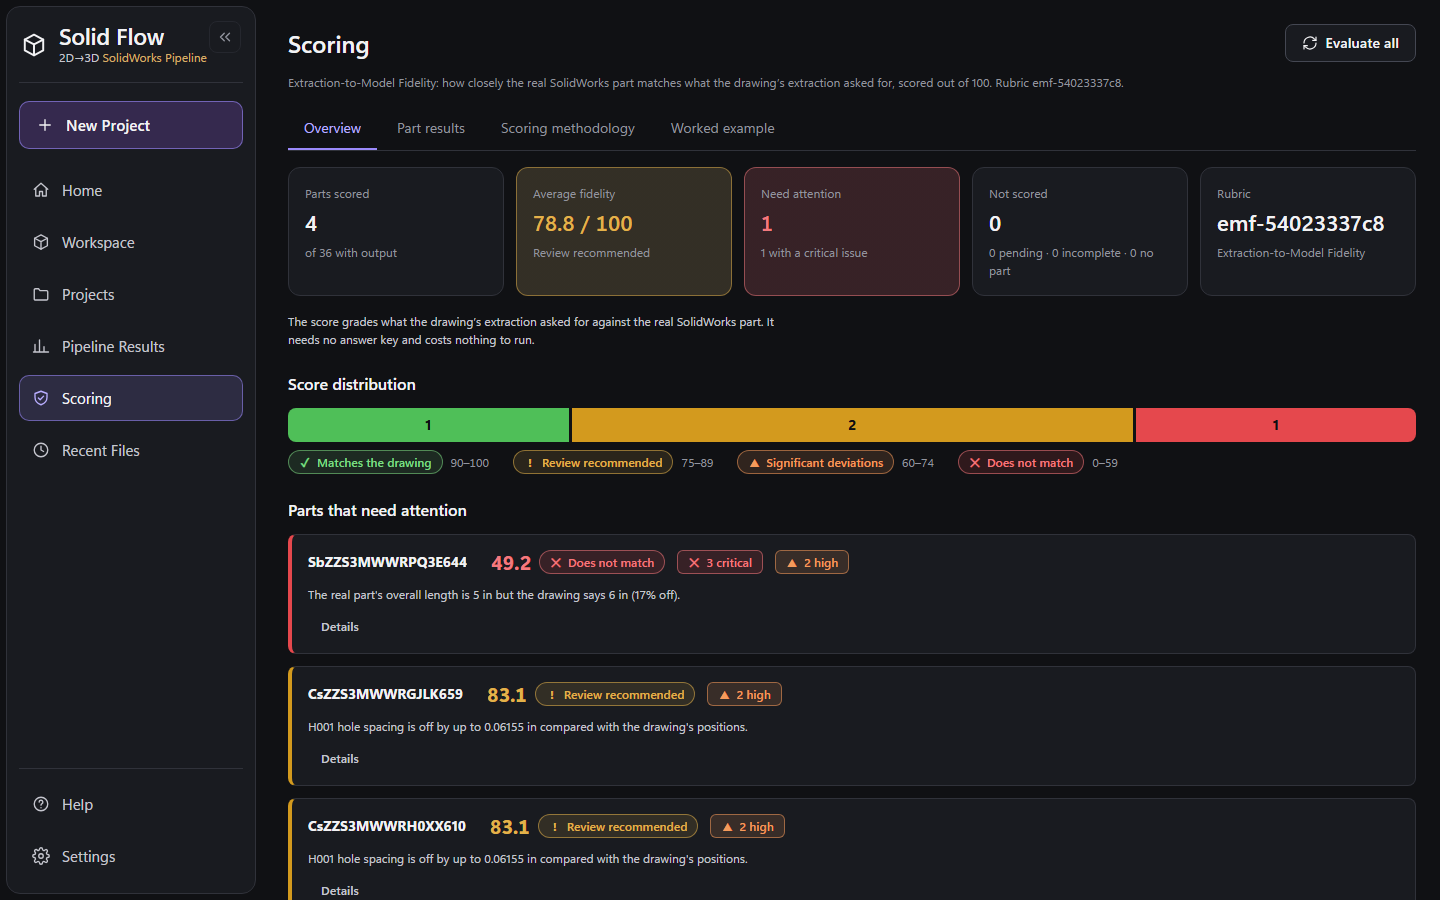 Solid Flow
2D→3D SolidWorks Pipeline
New Project
Home
Workspace
Projects
Pipeline Results
Scoring
Recent Files
Help
Settings
Scoring
Evaluate all
Extraction-to-Model Fidelity: how closely the real SolidWorks part matches what the drawing's extraction asked for, scored out of 100. Rubric emf-54023337c8.
Overview
Part results
Scoring methodology
Worked example
Parts scored
4
of 36 with output
Average fidelity
78.8 / 100
Review recommended
Need attention
1
1 with a critical issue
Not scored
0
0 pending · 0 incomplete · 0 no
part
Rubric
emf-54023337c8
Extraction-to-Model Fidelity
The score grades what the drawing's extraction asked for against the real SolidWorks part. It
needs no answer key and costs nothing to run.
Score distribution
1
2
1
Matches the drawing 90–100
! Review recommended 75–89
Significant deviations 60–74
Does not match 0–59
Parts that need attention
SbZZS3MWWRPQ3E644 49.2 Does not match 3 critical 2 high
The real part's overall length is 5 in but the drawing says 6 in (17% off).
Details
CsZZS3MWWRGJLK659 83.1 ! Review recommended 2 high
H001 hole spacing is off by up to 0.06155 in compared with the drawing's positions.
Details
CsZZS3MWWRH0XX610 83.1 ! Review recommended 2 high
H001 hole spacing is off by up to 0.06155 in compared with the drawing's positions.
Details